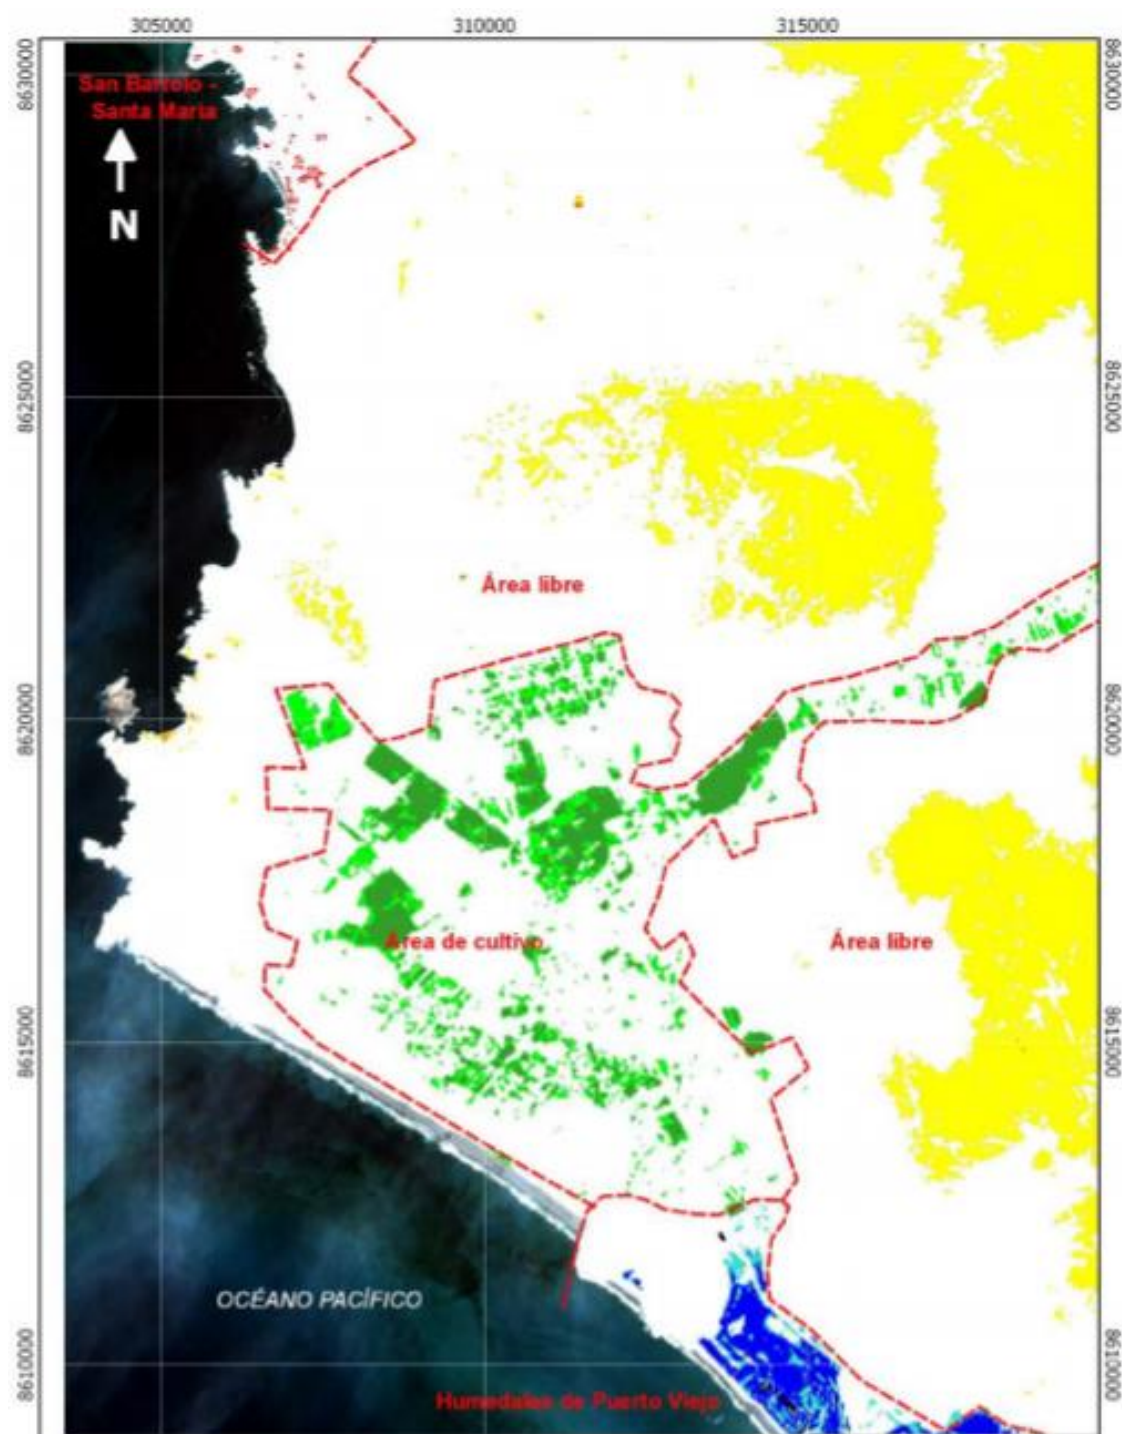 305000 310000 315000
8630000 8630000
San Bartolo -
Santa Maria
N
8625000 8625000
Área libre
8620000 8620000
Área de cultivo Área libre
8615000 8615000
OCÉANO PACÍFICO
8610000 8610000
Humedales de Puerto Viejo